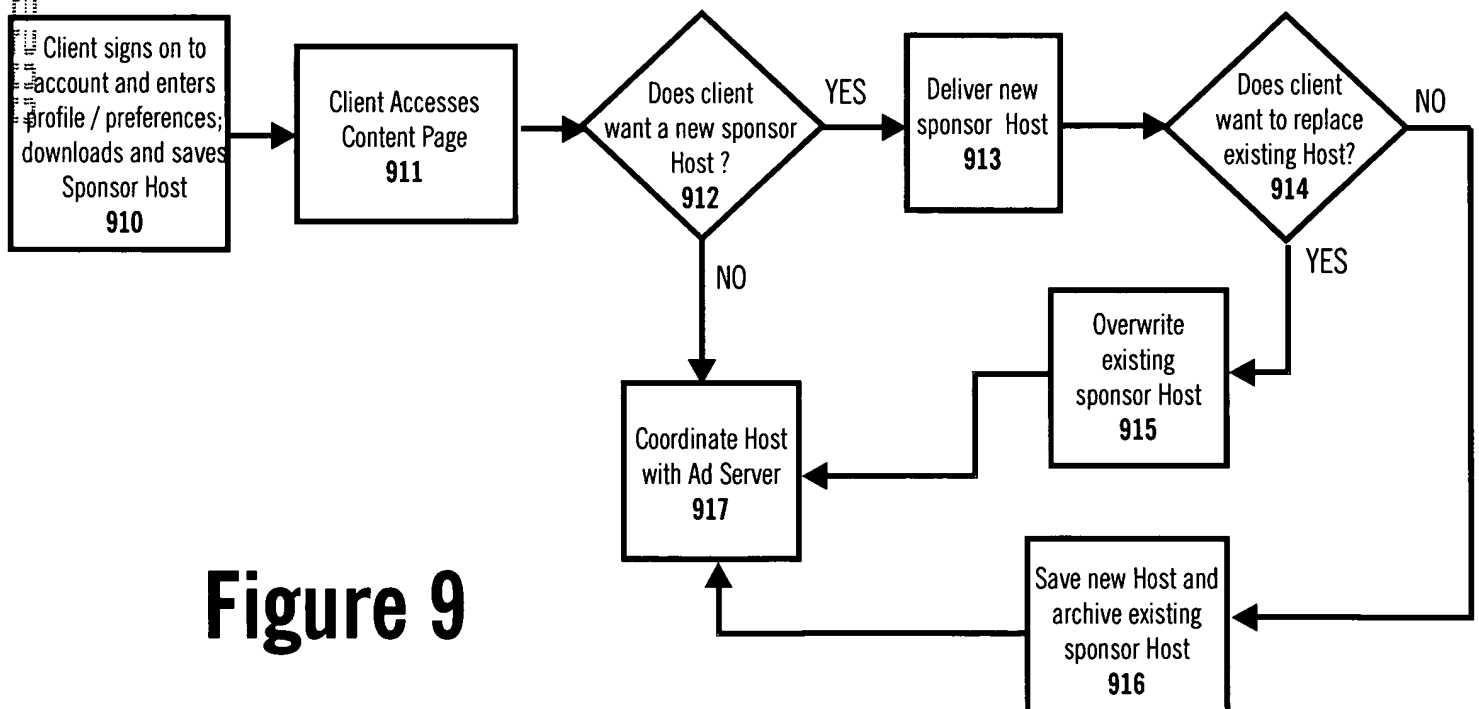 Client signs on to
account and enters
profile / preferences;
downloads and saves
Sponsor Host
910
Client Accesses
Content Page
911
Does client
want a new sponsor
Host ?
912
YES
NO
Deliver new
sponsor Host
913
Does client
want to replace
existing Host?
914
NO
YES
Overwrite
existing
sponsor Host
915
Coordinate Host
with Ad Server
917
Save new Host and
archive existing
sponsor Host
916
Figure 9